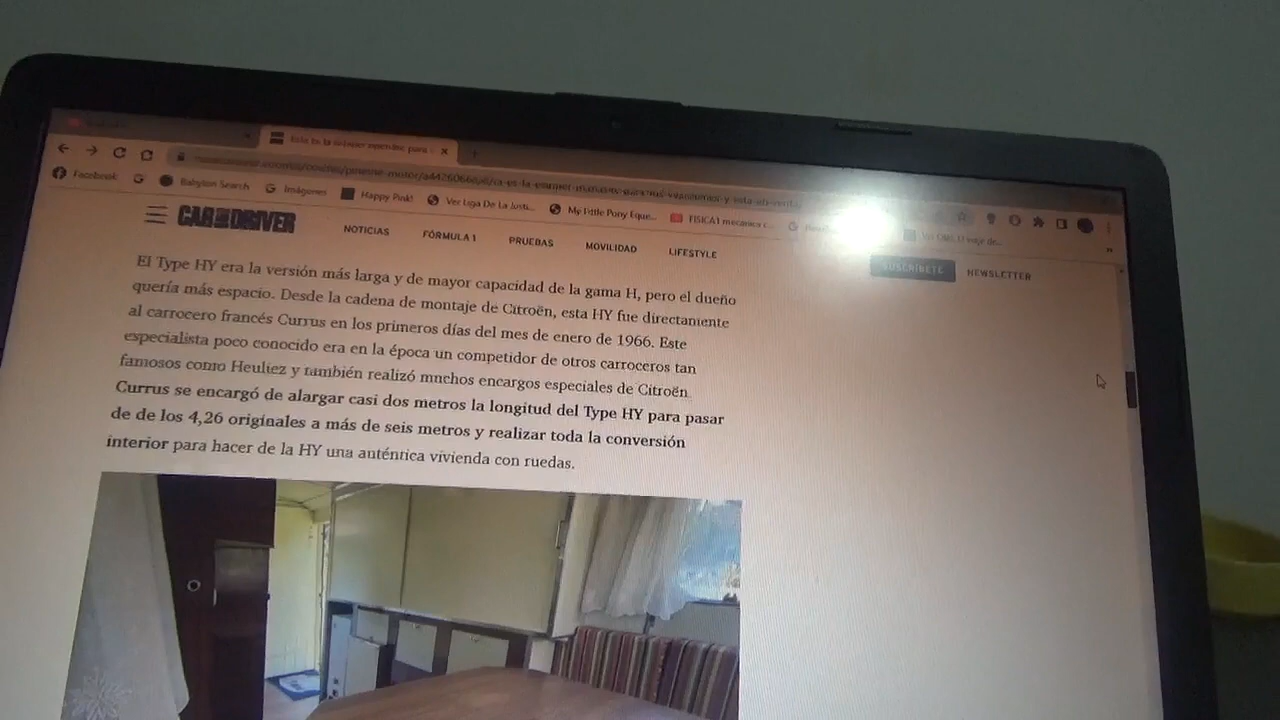 Esta es la
Facebook
Babylon Search
Imágenes
Happy Pink!
Ver Liga De La Justi...
My Little Pony Eque...
FISICA1 mecanica c...
CAR AND DRIVER
NOTICIAS
FÓRMULA 1
PRUEBAS
MOVILIDAD
LIFESTYLE
SUSCRÍBETE
NEWSLETTER
El Type HY era la versión más larga y de mayor capacidad de la gama H, pero el dueño
quería más espacio. Desde la cadena de montaje de Citroën, esta HY fue directamente
al carrocero francés Currus en los primeros días del mes de enero de 1966. Este
especialista poco conocido era en la época un competidor de otros carroceros tan
famosos como Heuliez y también realizó muchos encargos especiales de Citroën.
Currus se encargó de alargar casi dos metros la longitud del Type HY para pasar
de de los 4,26 originales a más de seis metros y realizar toda la conversión
interior para hacer de la HY una auténtica vivienda con ruedas.